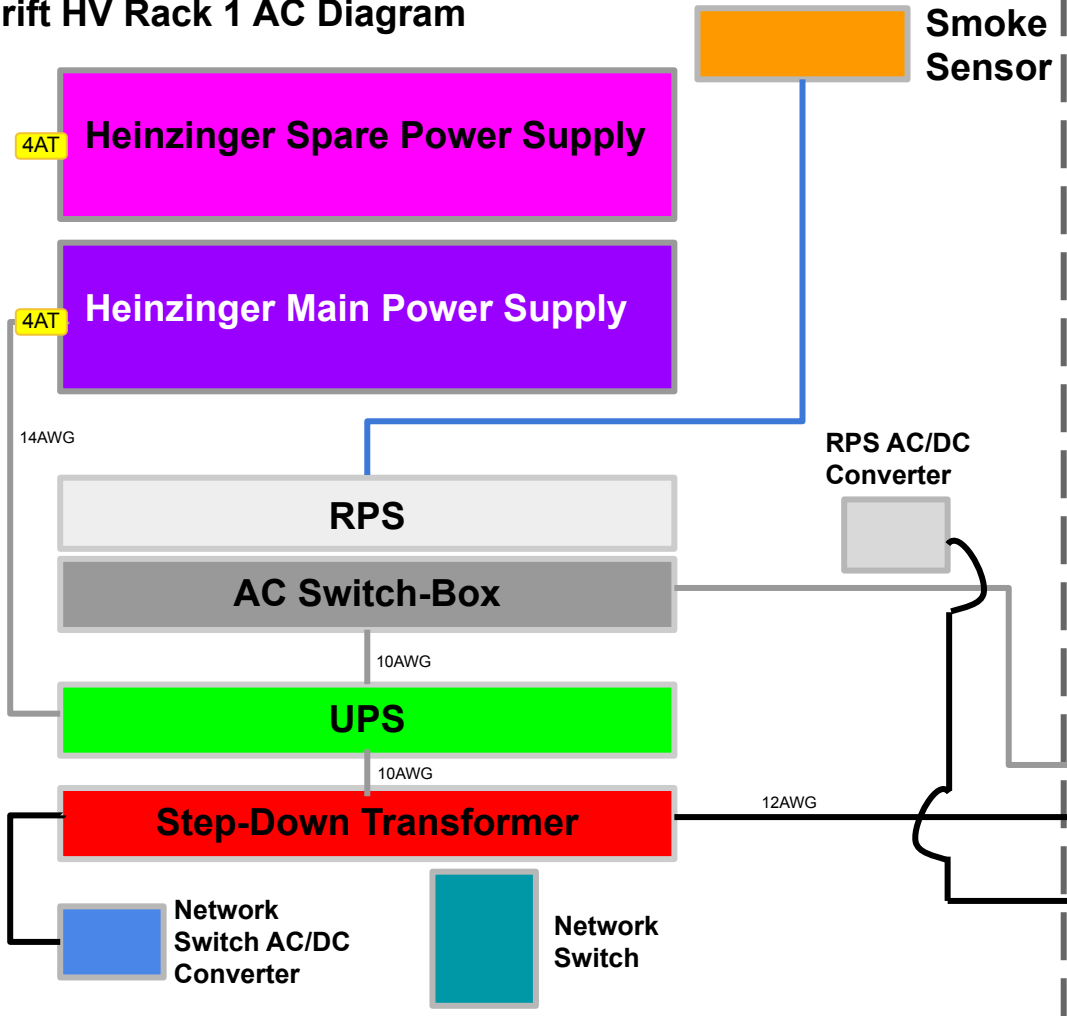 rift HV Rack 1 AC Diagram
Smoke
Sensor
4AT
Heinzinger Spare Power Supply
4AT
Heinzinger Main Power Supply
14AWG
RPS AC/DC
Converter
RPS
AC Switch-Box
10AWG
UPS
10AWG
12AWG
Step-Down Transformer
Network
Switch AC/DC
Converter
Network
Switch